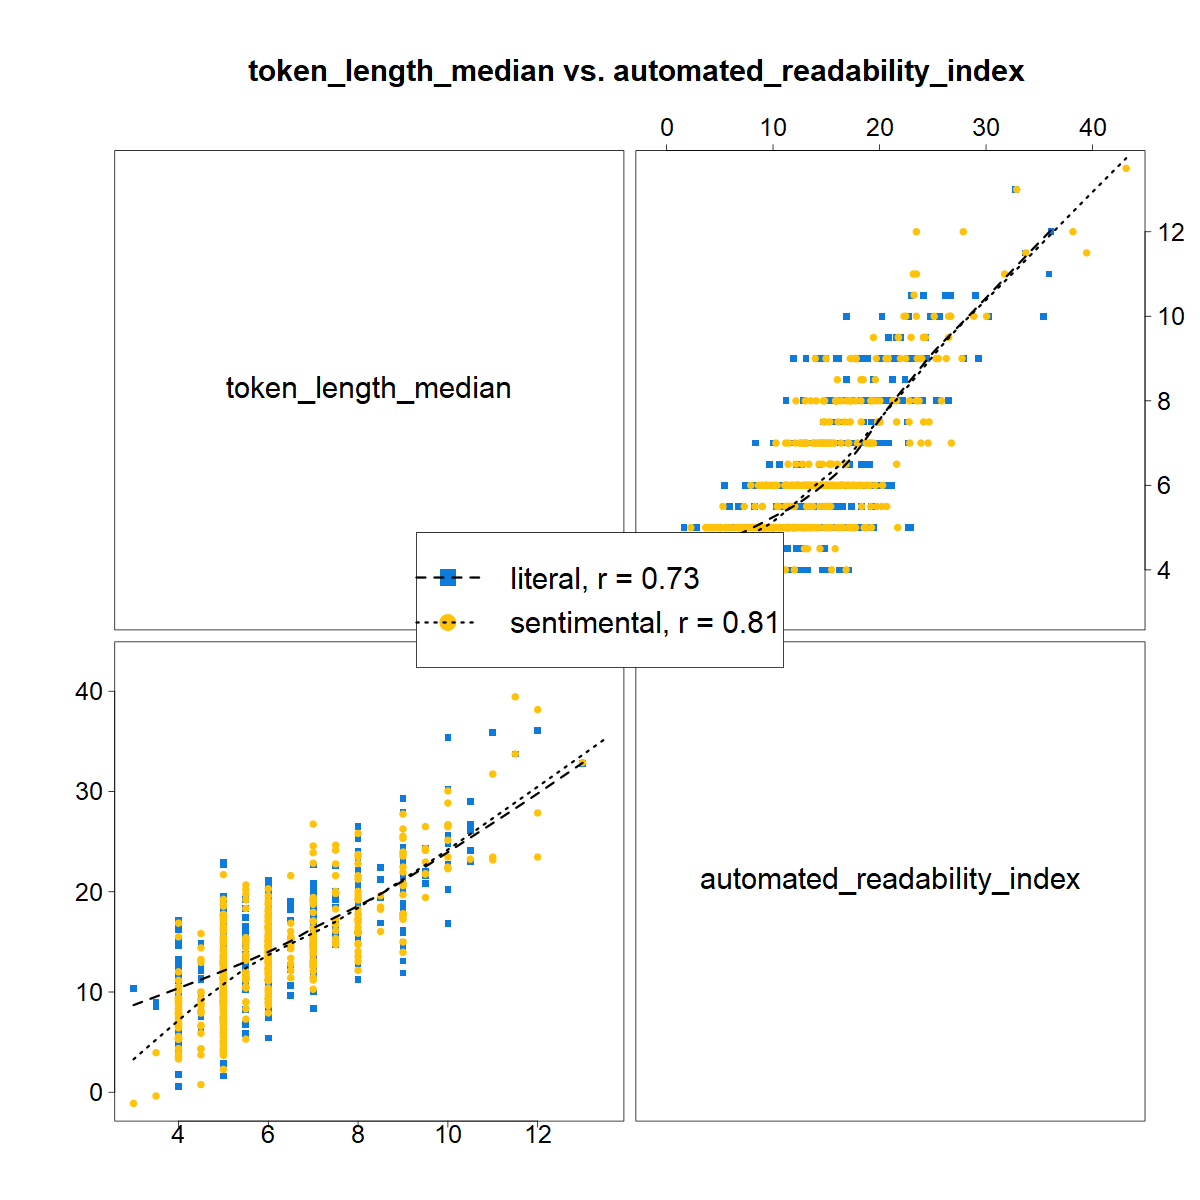 token_length_median vs. automated_readability_index
0 10 20 30 40
token_length_median
12
10
8
6
4
literal, r = 0.73
sentimental, r = 0.81
40
30
20
10
0
automated_readability_index
4 6 8 10 12